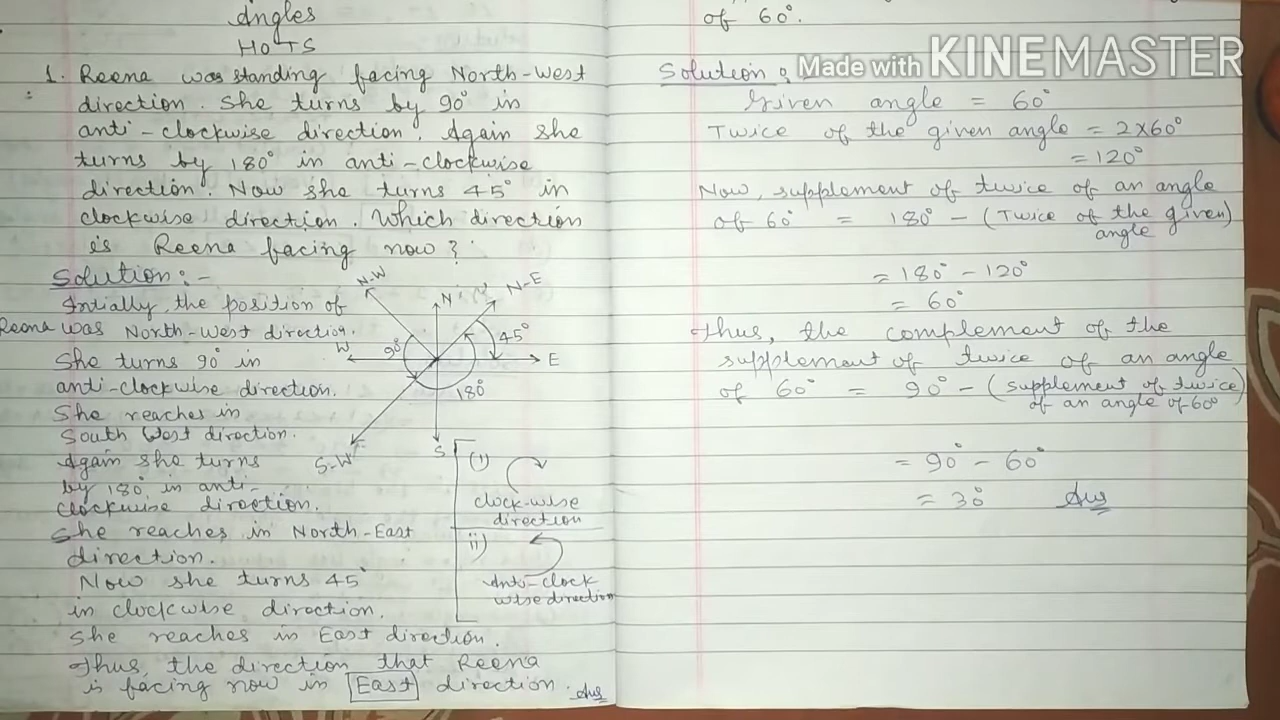 Angles
HOTS
1. Reena was standing facing North-West
direction. She turns by 90° in
anti-clockwise direction. Again she
turns by 180° in anti-clockwise
direction. Now she turns 45° in
clockwise direction. Which direction
is Reena facing now?
Solution:-
Intially, the position of
Reena was North-West direction.
She turns 90° in
anti-clockwise direction.
She reaches in
South West direction.
Again she turns
by 180° in anti-
clockwise direction.
She reaches in North-East
direction.
Now she turns 45°
in clockwise direction.
She reaches in East direction.
Thus, the direction that Reena
is facing now in East direction. Ans
N-W
N
N-E
45°
W
90°
E
180°
S-W
S
(i)
clock-wise
direction
ii)
Anti-clock
wise direction
of 60°.
Made with KINEMASTER
Solution:
Given angle = 60°
Twice of the given angle = 2x60°
= 120°
Now, supplement of twice of an angle
of 60° = 180° - (Twice of the given)
angle
= 180° - 120°
= 60°
Thus, the complement of the
supplement of twice of an angle
of 60° = 90° - (supplement of twice)
of an angle of 60°
= 90° - 60°
= 30° Ans